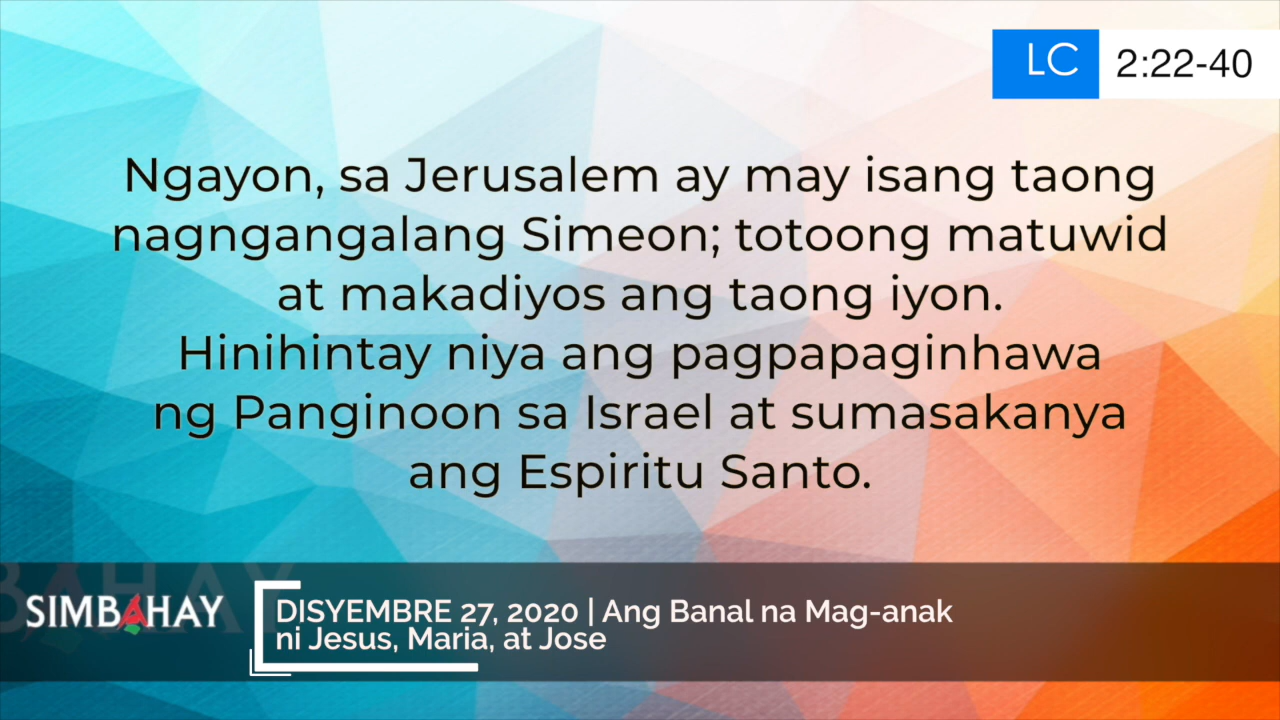 LC 2:22-40
Ngayon, sa Jerusalem ay may isang taong
nagngangalang Simeon; totoong matuwid
at makadiyos ang taong iyon.
Hinihintay niya ang pagpapaginhawa
ng Panginoon sa Israel at sumasakanya
ang Espiritu Santo.
SIMBAHAY
DISYEMBRE 27, 2020 | Ang Banal na Mag-anak
ni Jesus, Maria, at Jose